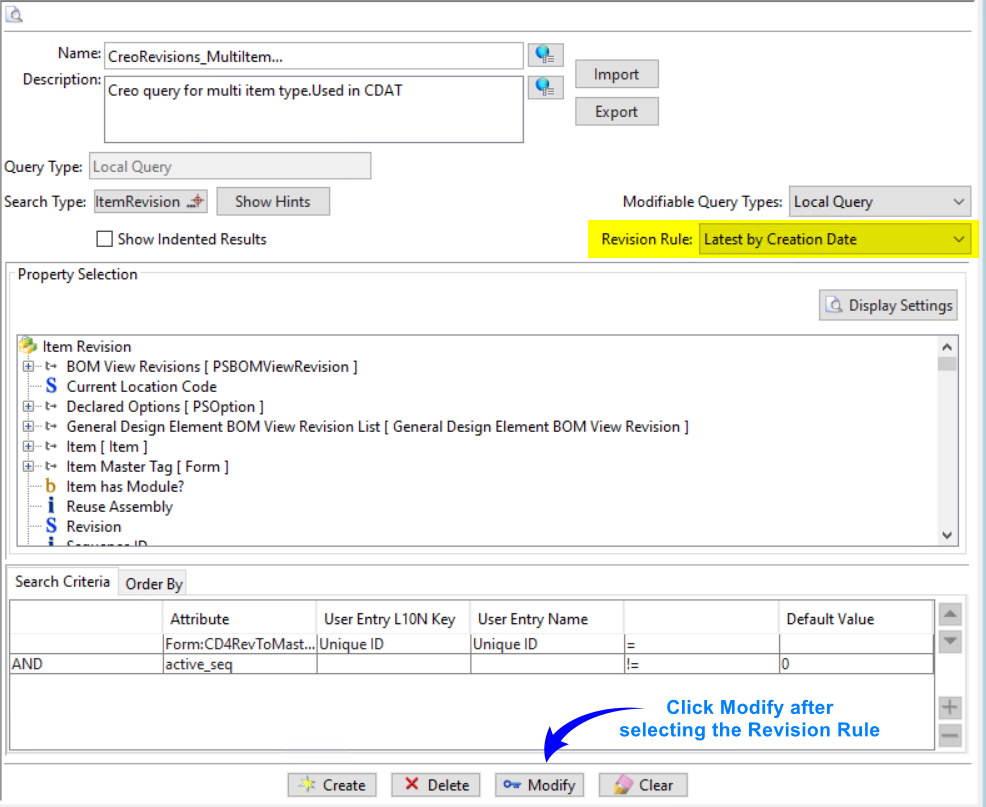 Name: CreoRevisions_MultiItem...
Description: Creo query for multi item type.Used in CDAT
Import
Export
Query Type: Local Query
Search Type: ItemRevision Show Hints Modifiable Query Types: Local Query
Show Indented Results Revision Rule: Latest by Creation Date
Property Selection
Display Settings
Item Revision
BOM View Revisions [ PSBOMViewRevision ]
S Current Location Code
Declared Options [ PSOption ]
General Design Element BOM View Revision List [ General Design Element BOM View Revision ]
Item [ Item ]
Item Master Tag [ Form ]
b Item has Module?
i Reuse Assembly
S Revision
i Sequence ID
Search Criteria Order By
Attribute User Entry L10N Key User Entry Name Default Value
Form:CD4RevToMast... Unique ID Unique ID =
AND active_seq != 0
Click Modify after
selecting the Revision Rule
Create Delete Modify Clear